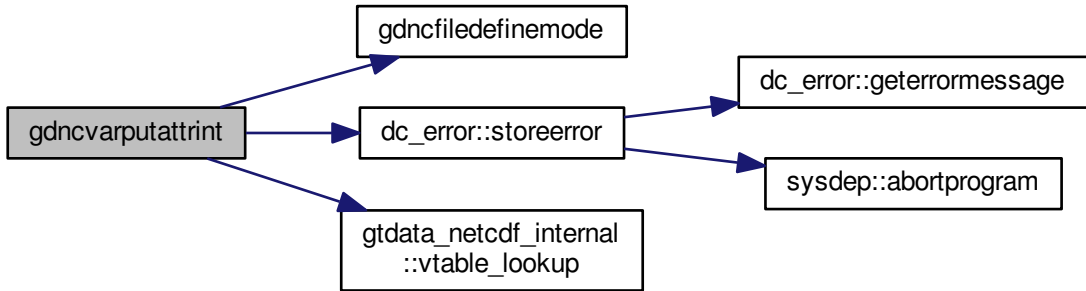 gdncvarputattrint
gdncfiledefinemode
dc_error::storeerror
gtdata_netcdf_internal
::vtable_lookup
dc_error::geterrormessage
sysdep::abortprogram